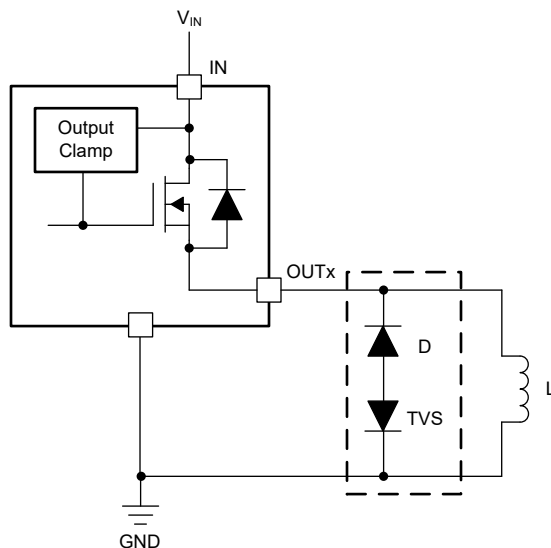 VIN
IN
Output
Clamp
OUTx
D
TVS
L
GND